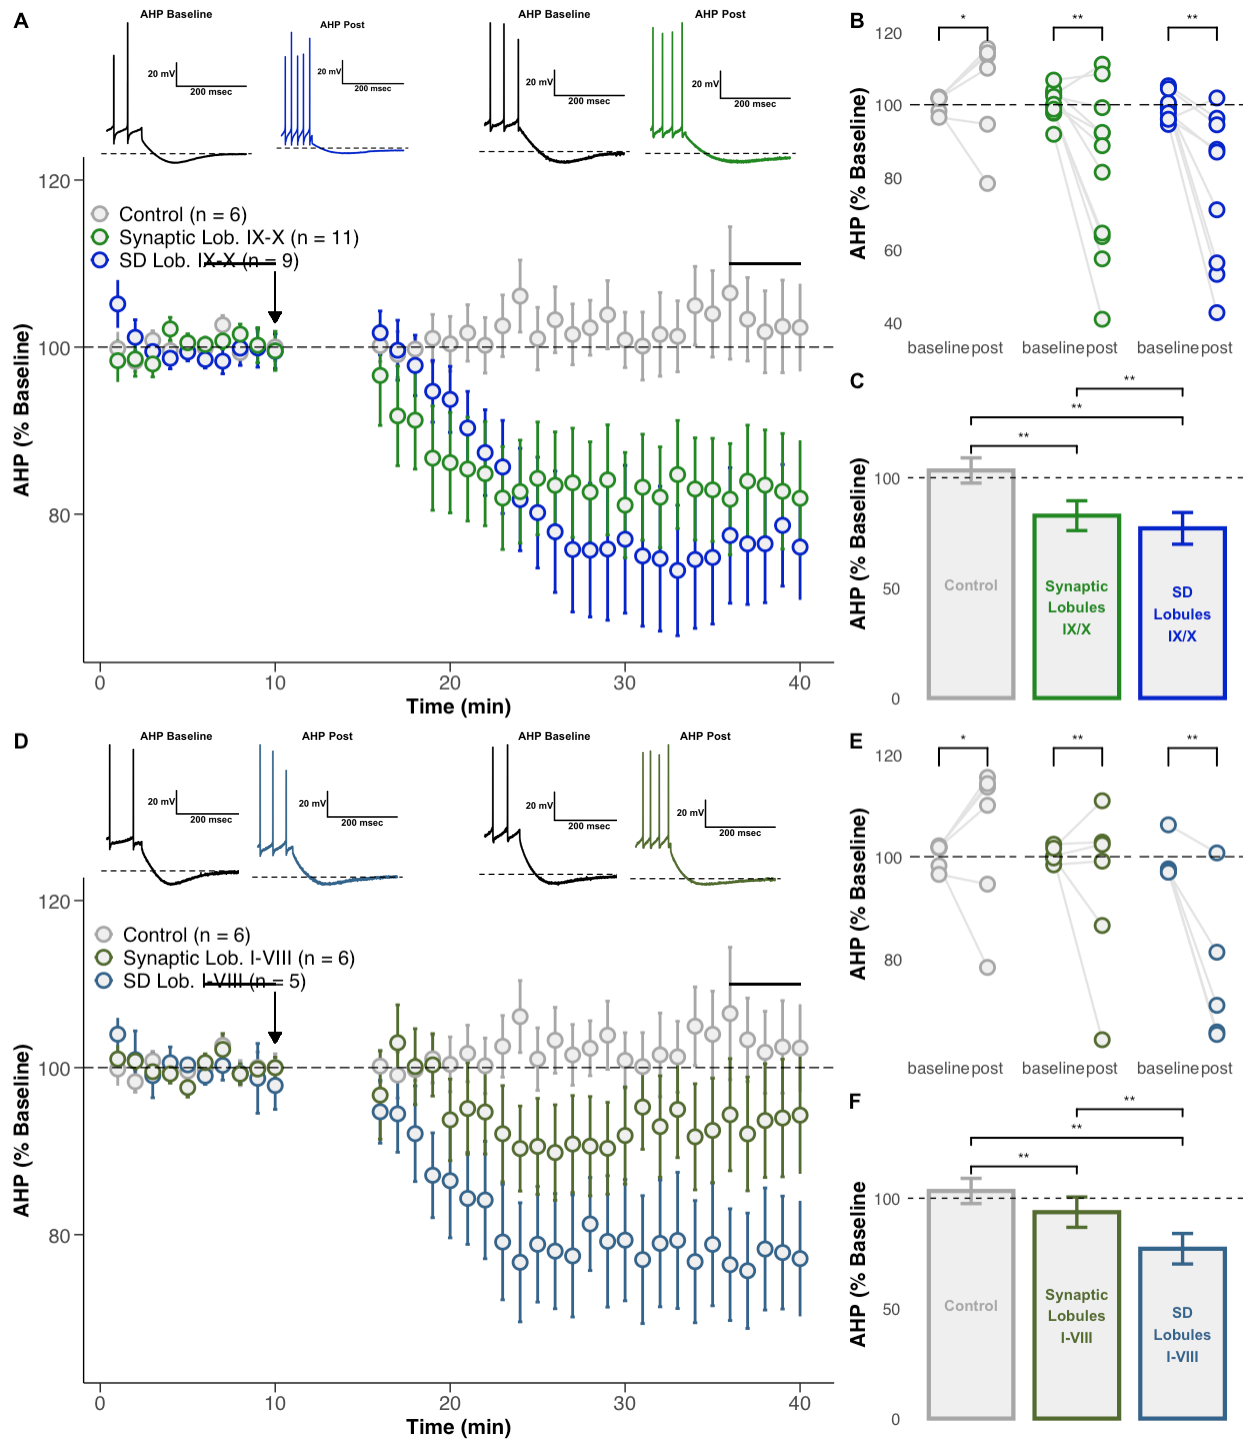 A
AHP Baseline
AHP Post
AHP Baseline
AHP Post
20 mV
200 msec
20 mV
200 msec
20 mV
200 msec
20 mV
200 msec
120
100
80
AHP (% Baseline)
Control (n = 6)
Synaptic Lob. IX-X (n = 11)
SD Lob. IX-X (n = 9)
0
10
20
30
40
Time (min)
B
*
**
**
120
100
80
60
40
AHP (% Baseline)
baseline post
baseline post
baseline post
C
**
**
**
100
50
0
AHP (% Baseline)
Control
Synaptic
Lobules
IX/X
SD
Lobules
IX/X
D
AHP Baseline
AHP Post
AHP Baseline
AHP Post
20 mV
200 msec
20 mV
200 msec
20 mV
200 msec
20 mV
200 msec
120
100
80
AHP (% Baseline)
Control (n = 6)
Synaptic Lob. I-VIII (n = 6)
SD Lob. I-VIII (n = 5)
0
10
20
30
40
Time (min)
E
*
**
**
120
100
80
AHP (% Baseline)
baseline post
baseline post
baseline post
F
**
**
**
100
50
0
AHP (% Baseline
Control
Synaptic
Lobules
I-VIII
SD
Lobules
I-VIII